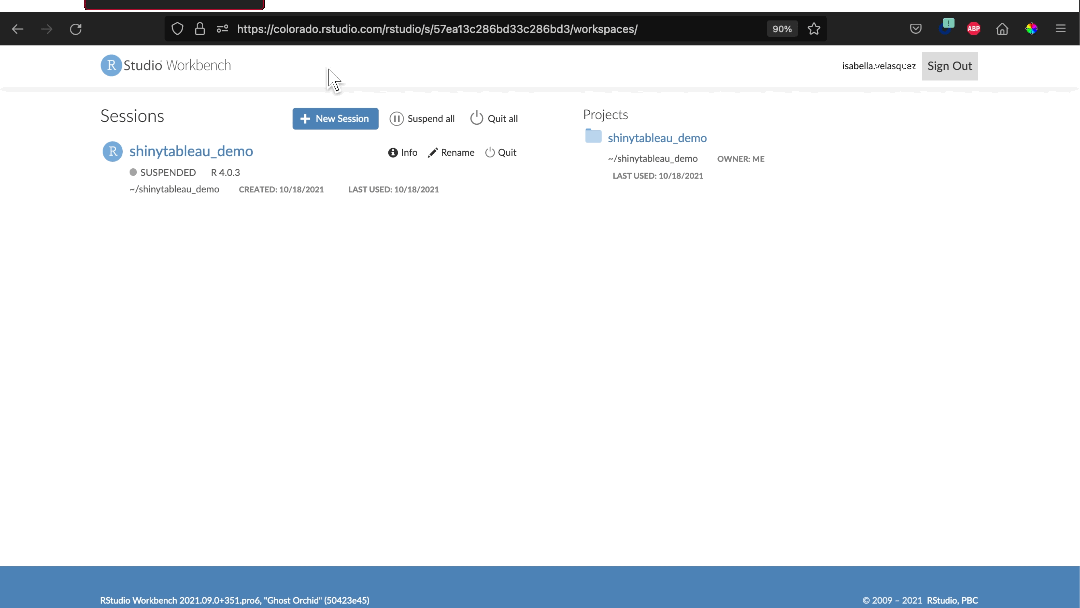 https://colorado.rstudio.com/rstudio/s/57ea13c286bd33c286bd3/workspaces/
90%
ABP
R Studio Workbench
isabella.velasquez
Sign Out
Sessions
New Session
Suspend all
Quit all
R
shinytableau_demo
Info
Rename
Quit
SUSPENDED
R 4.0.3
~/shinytableau_demo
CREATED: 10/18/2021
LAST USED: 10/18/2021
Projects
shinytableau_demo
~/shinytableau_demo
OWNER: ME
LAST USED: 10/18/2021
RStudio Workbench 2021.09.0+351.pro6, "Ghost Orchid" (50423e45)
© 2009 – 2021 RStudio, PBC